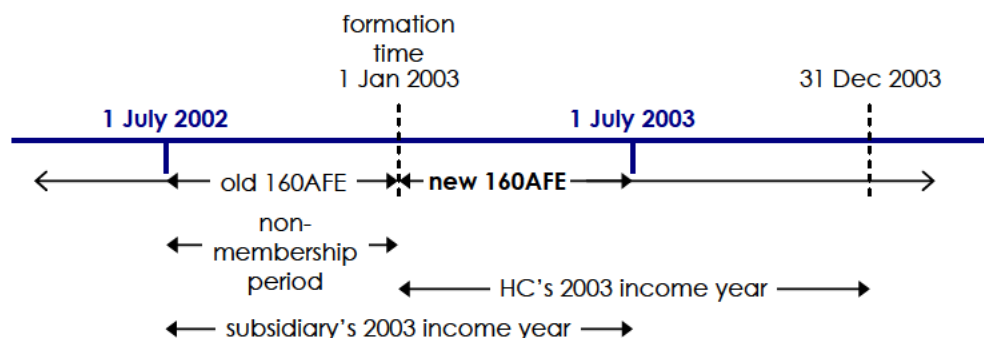 formation
time
1 Jan 2003
31 Dec 2003
1 July 2002
1 July 2003
old 160AFE
new 160AFE
non-
membership
period
HC's 2003 income year
subsidiary's 2003 income year